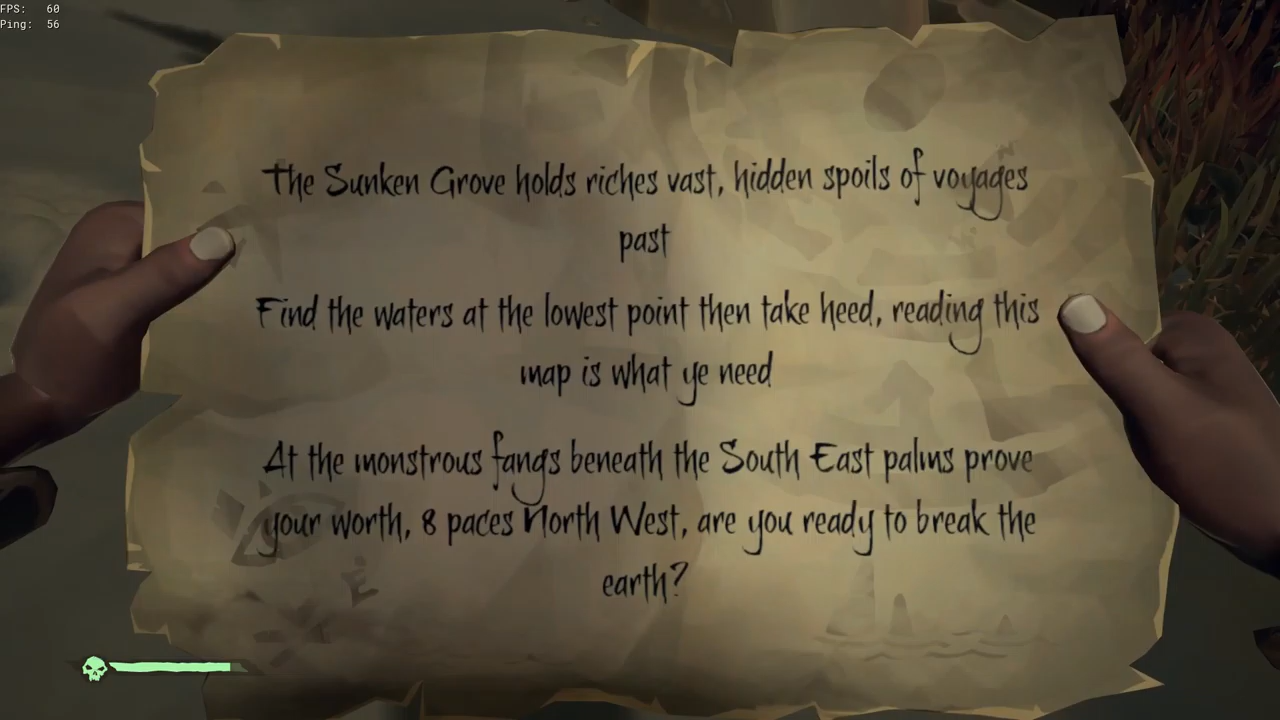 FPS: 60
Ping: 56
The Sunken Grove holds riches vast, hidden spoils of voyages
past
Find the waters at the lowest point then take heed, reading this
map is what ye need
At the monstrous fangs beneath the South East palms prove
your worth, 8 paces North West, are you ready to break the
earth?